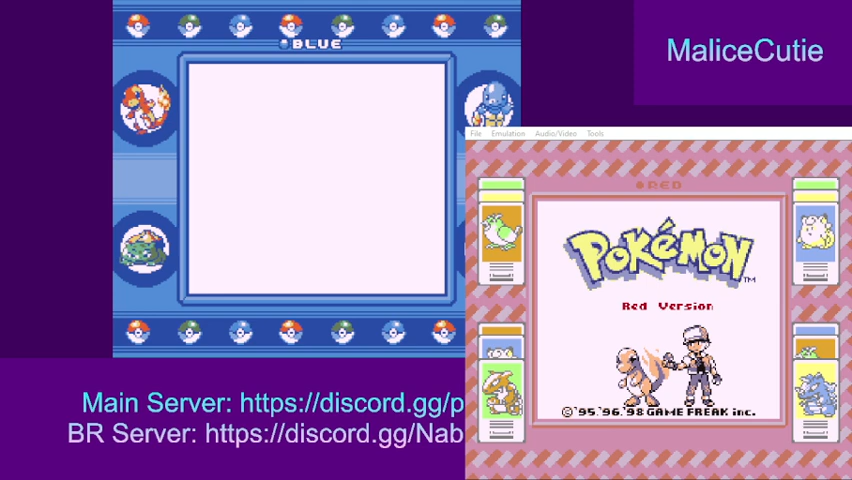 BLUE
MaliceCutie
File Emulation Audio/Video Tools
RED
POKéMON TM
Red Version
©'95.'96.'98 GAME FREAK inc.
Main Server: https://discord.gg/p
BR Server: https://discord.gg/Nab